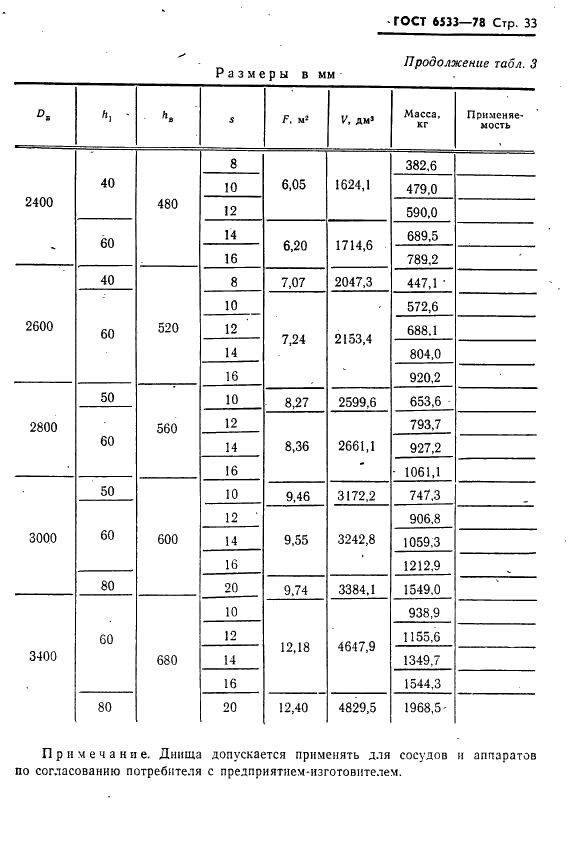 ГОСТ 6533—78 Стр. 33
Продолжение табл. 3
Размеры в мм
Dв h1 hв s F, м² V, дм³ Масса, кг Применяемость
2400 40 480 8 6,05 1624,1 382,6
10 479,0
12 590,0
60 14 6,20 1714,6 689,5
16 789,2
2600 40 520 8 7,07 2047,3 447,1
60 10 7,24 2153,4 572,6
12 688,1
14 804,0
16 920,2
2800 50 560 10 8,27 2599,6 653,6
60 12 8,36 2661,1 793,7
14 927,2
16 1061,1
3000 50 600 10 9,46 3172,2 747,3
60 12 9,55 3242,8 906,8
14 1059,3
16 1212,9
80 20 9,74 3384,1 1549,0
3400 60 680 10 12,18 4647,9 938,9
12 1155,6
14 1349,7
16 1544,3
80 20 12,40 4829,5 1968,5
Примечание. Днища допускается применять для сосудов и аппаратов
по согласованию потребителя с предприятием-изготовителем.